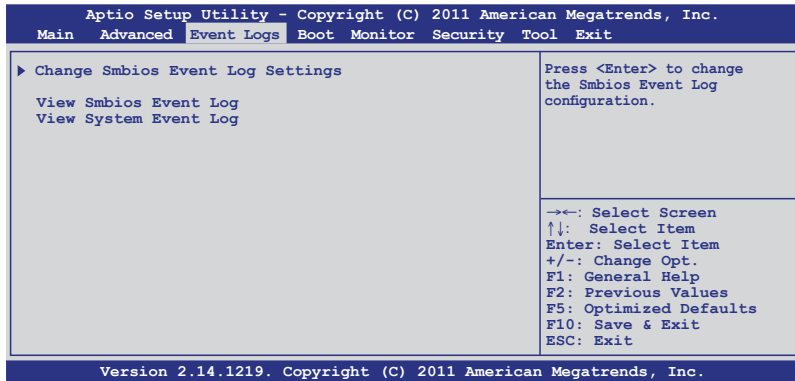 Aptio Setup Utility - Copyright (C) 2011 American Megatrends, Inc.
Main Advanced Event Logs Boot Monitor Security Tool Exit
Change Smbios Event Log Settings
View Smbios Event Log
View System Event Log
Press <Enter> to change
the Smbios Event Log
configuration.
→←: Select Screen
↑↓: Select Item
Enter: Select Item
+/-: Change Opt.
F1: General Help
F2: Previous Values
F5: Optimized Defaults
F10: Save & Exit
ESC: Exit
Version 2.14.1219. Copyright (C) 2011 American Megatrends, Inc.